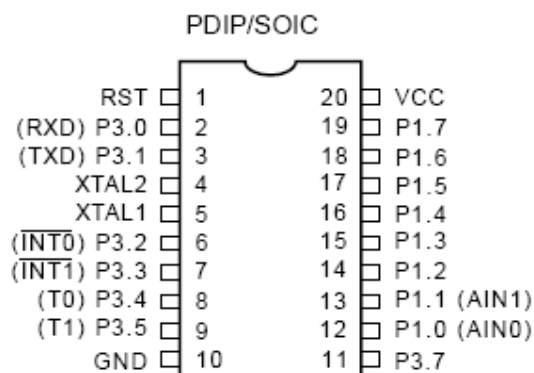 PDIP/SOIC
RST 1 20 VCC
(RXD) P3.0 2 19 P1.7
(TXD) P3.1 3 18 P1.6
XTAL2 4 17 P1.5
XTAL1 5 16 P1.4
(INT0) P3.2 6 15 P1.3
(INT1) P3.3 7 14 P1.2
(T0) P3.4 8 13 P1.1 (AIN1)
(T1) P3.5 9 12 P1.0 (AIN0)
GND 10 11 P3.7